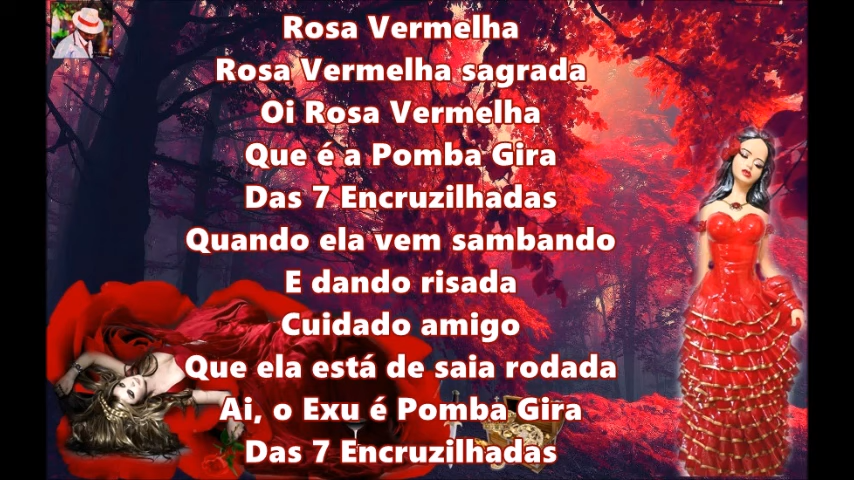 Rosa Vermelha
Rosa Vermelha sagrada
Oi Rosa Vermelha
Que é a Pomba Gira
Das 7 Encruzilhadas
Quando ela vem sambando
E dando risada
Cuidado amigo
Que ela está de saia rodada
Ai, o Exu é Pomba Gira
Das 7 Encruzilhadas